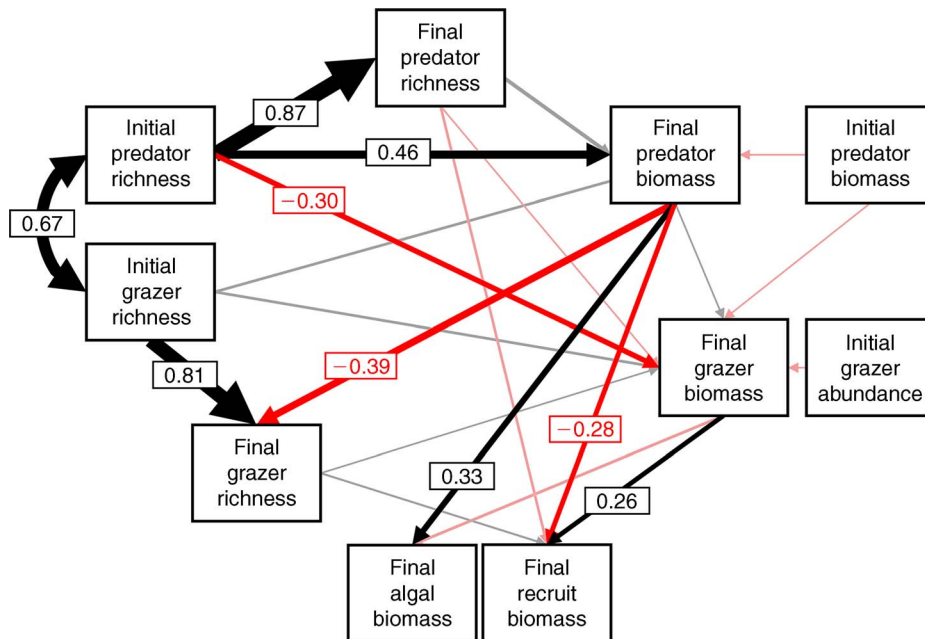 Final
predator
richness
0.87
Initial
predator
richness
0.46
Final
predator
biomass
Initial
predator
biomass
−0.30
0.67
Initial
grazer
richness
Final
grazer
biomass
Initial
grazer
abundance
0.81
−0.39
−0.28
Final
grazer
richness
0.33
0.26
Final
algal
biomass
Final
recruit
biomass